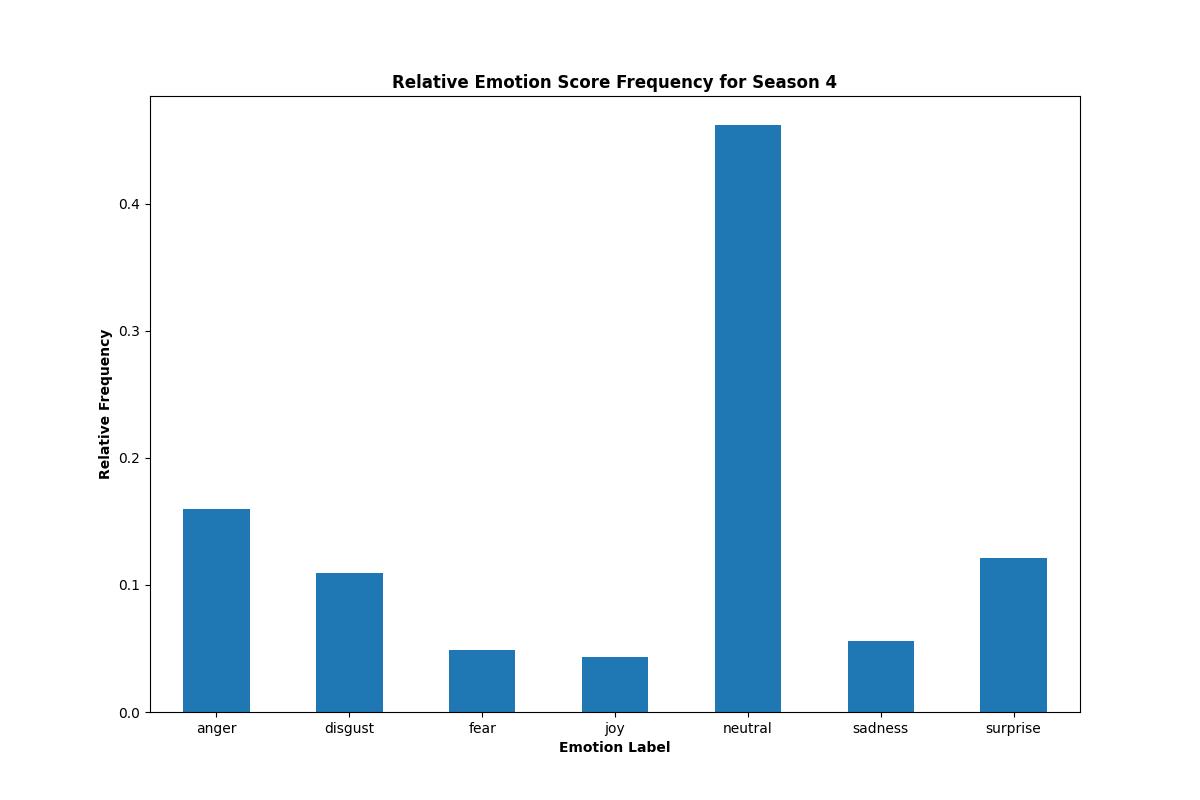 Relative Emotion Score Frequency for Season 4
Relative Frequency
0.4
0.3
0.2
0.1
0.0
anger disgust fear joy neutral sadness surprise
Emotion Label